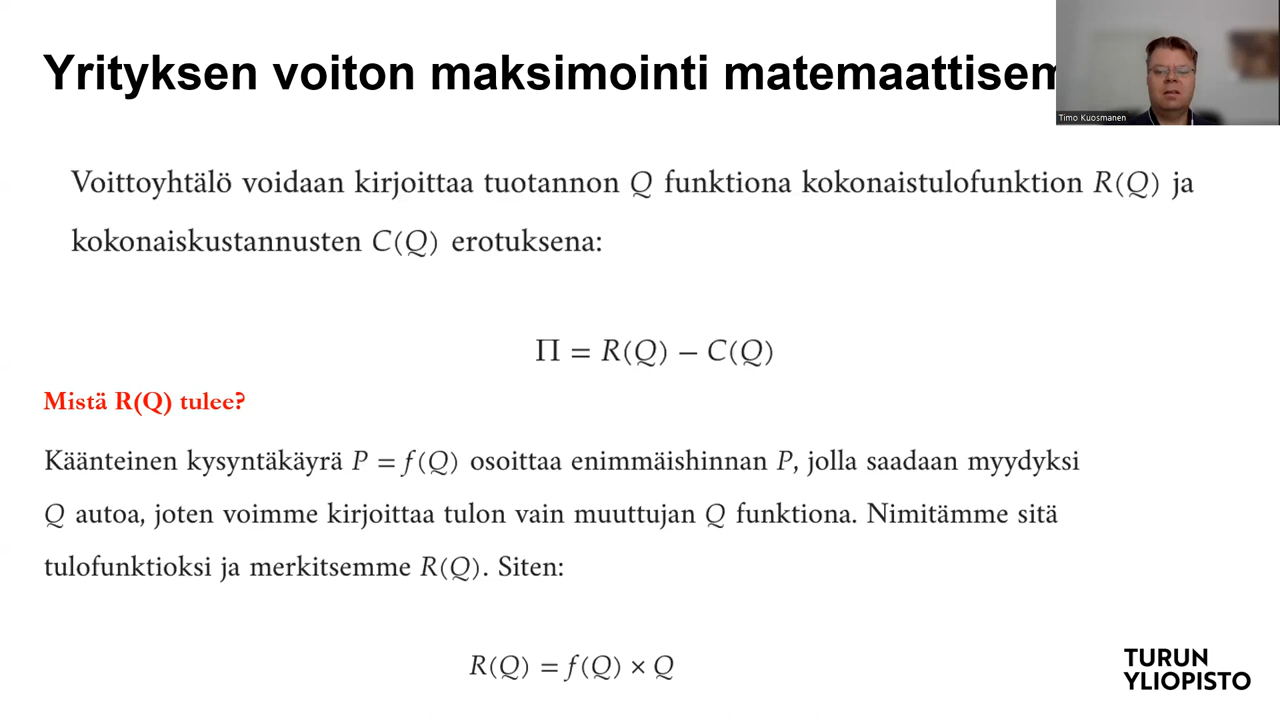 Yrityksen voiton maksimointi matemaattisem
Timo Kuosmanen
Voittoyhtälö voidaan kirjoittaa tuotannon Q funktiona kokonaistulofunktion R(Q) ja
kokonaiskustannusten C(Q) erotuksena:
Π = R(Q) − C(Q)
Mistä R(Q) tulee?
Käänteinen kysyntäkäyrä P = f(Q) osoittaa enimmäishinnan P, jolla saadaan myydyksi
Q autoa, joten voimme kirjoittaa tulon vain muuttujan Q funktiona. Nimitämme sitä
tulofunktioksi ja merkitsemme R(Q). Siten:
R(Q) = f(Q) × Q
TURUN
YLIOPISTO